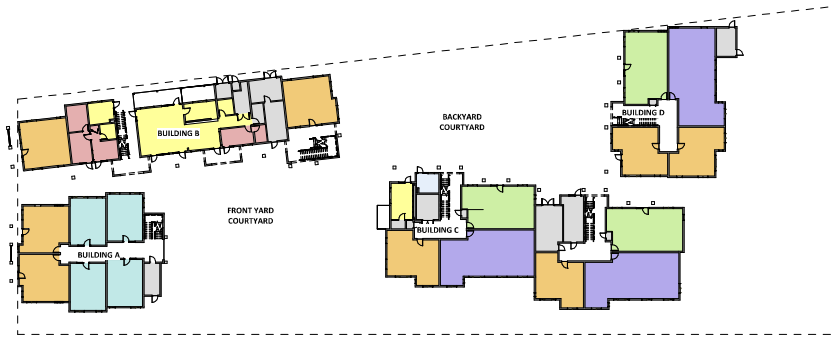 BUILDING D
BACKYARD
COURTYARD
BUILDING B
FRONT YARD
COURTYARD
BUILDING C
BUILDING A